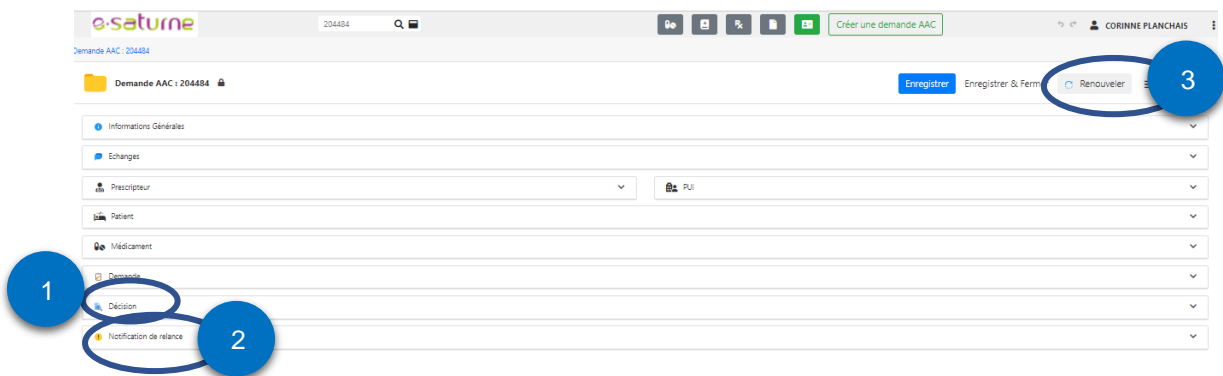 e-saturne 204484 Créer une demande AAC CORINNE PLANCHAIS
Demande AAC : 204484
Demande AAC : 204484 Enregistrer Enregistrer & Ferm Renouveler 3
Informations Générales
Echanges
Prescripteur PUI
Patient
Médicament
Demande
1
Décision
Notification de relance 2